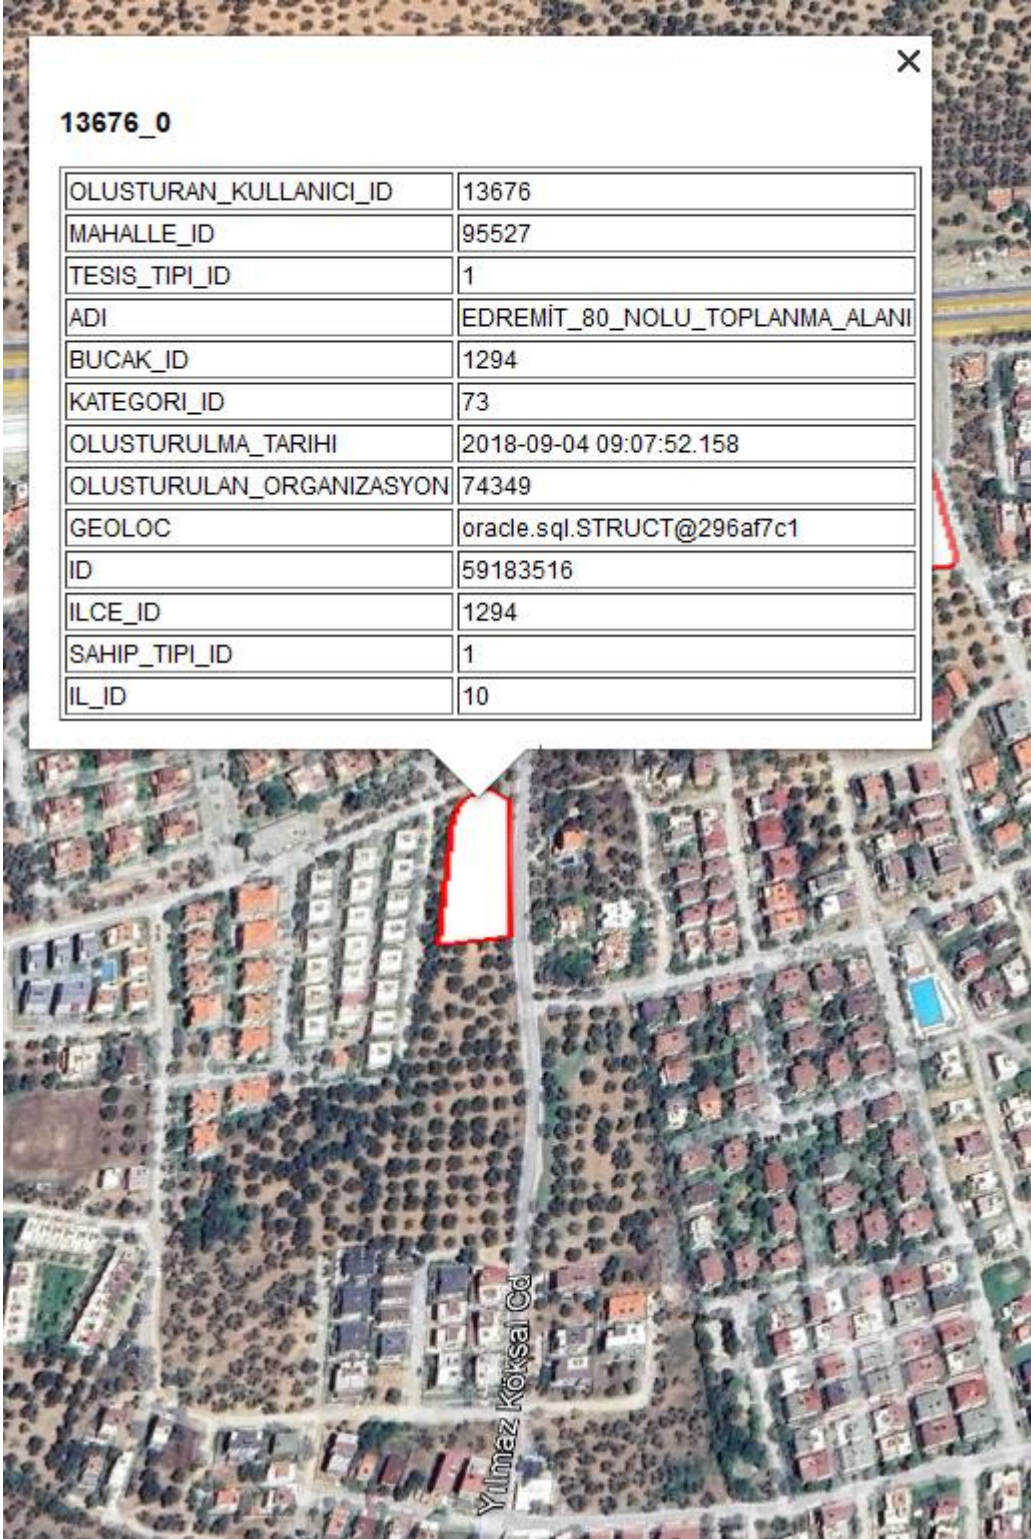 13676_0
OLUSTURAN_KULLANICI_ID 13676
MAHALLE_ID 95527
TESIS_TIPI_ID 1
ADI EDREMİT_80_NOLU_TOPLANMA_ALANI
BUCAK_ID 1294
KATEGORI_ID 73
OLUSTURULMA_TARIHI 2018-09-04 09:07:52.158
OLUSTURULAN_ORGANIZASYON 74349
GEOLOC oracle.sql.STRUCT@296af7c1
ID 59183516
ILCE_ID 1294
SAHIP_TIPI_ID 1
IL_ID 10
Yılmaz Köksal Cd